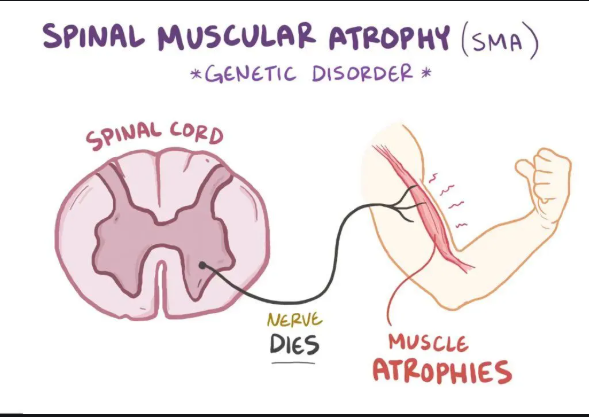 SPINAL MUSCULAR ATROPHY (SMA)
*GENETIC DISORDER*
SPINAL CORD
NERVE
DIES
MUSCLE
ATROPHIES